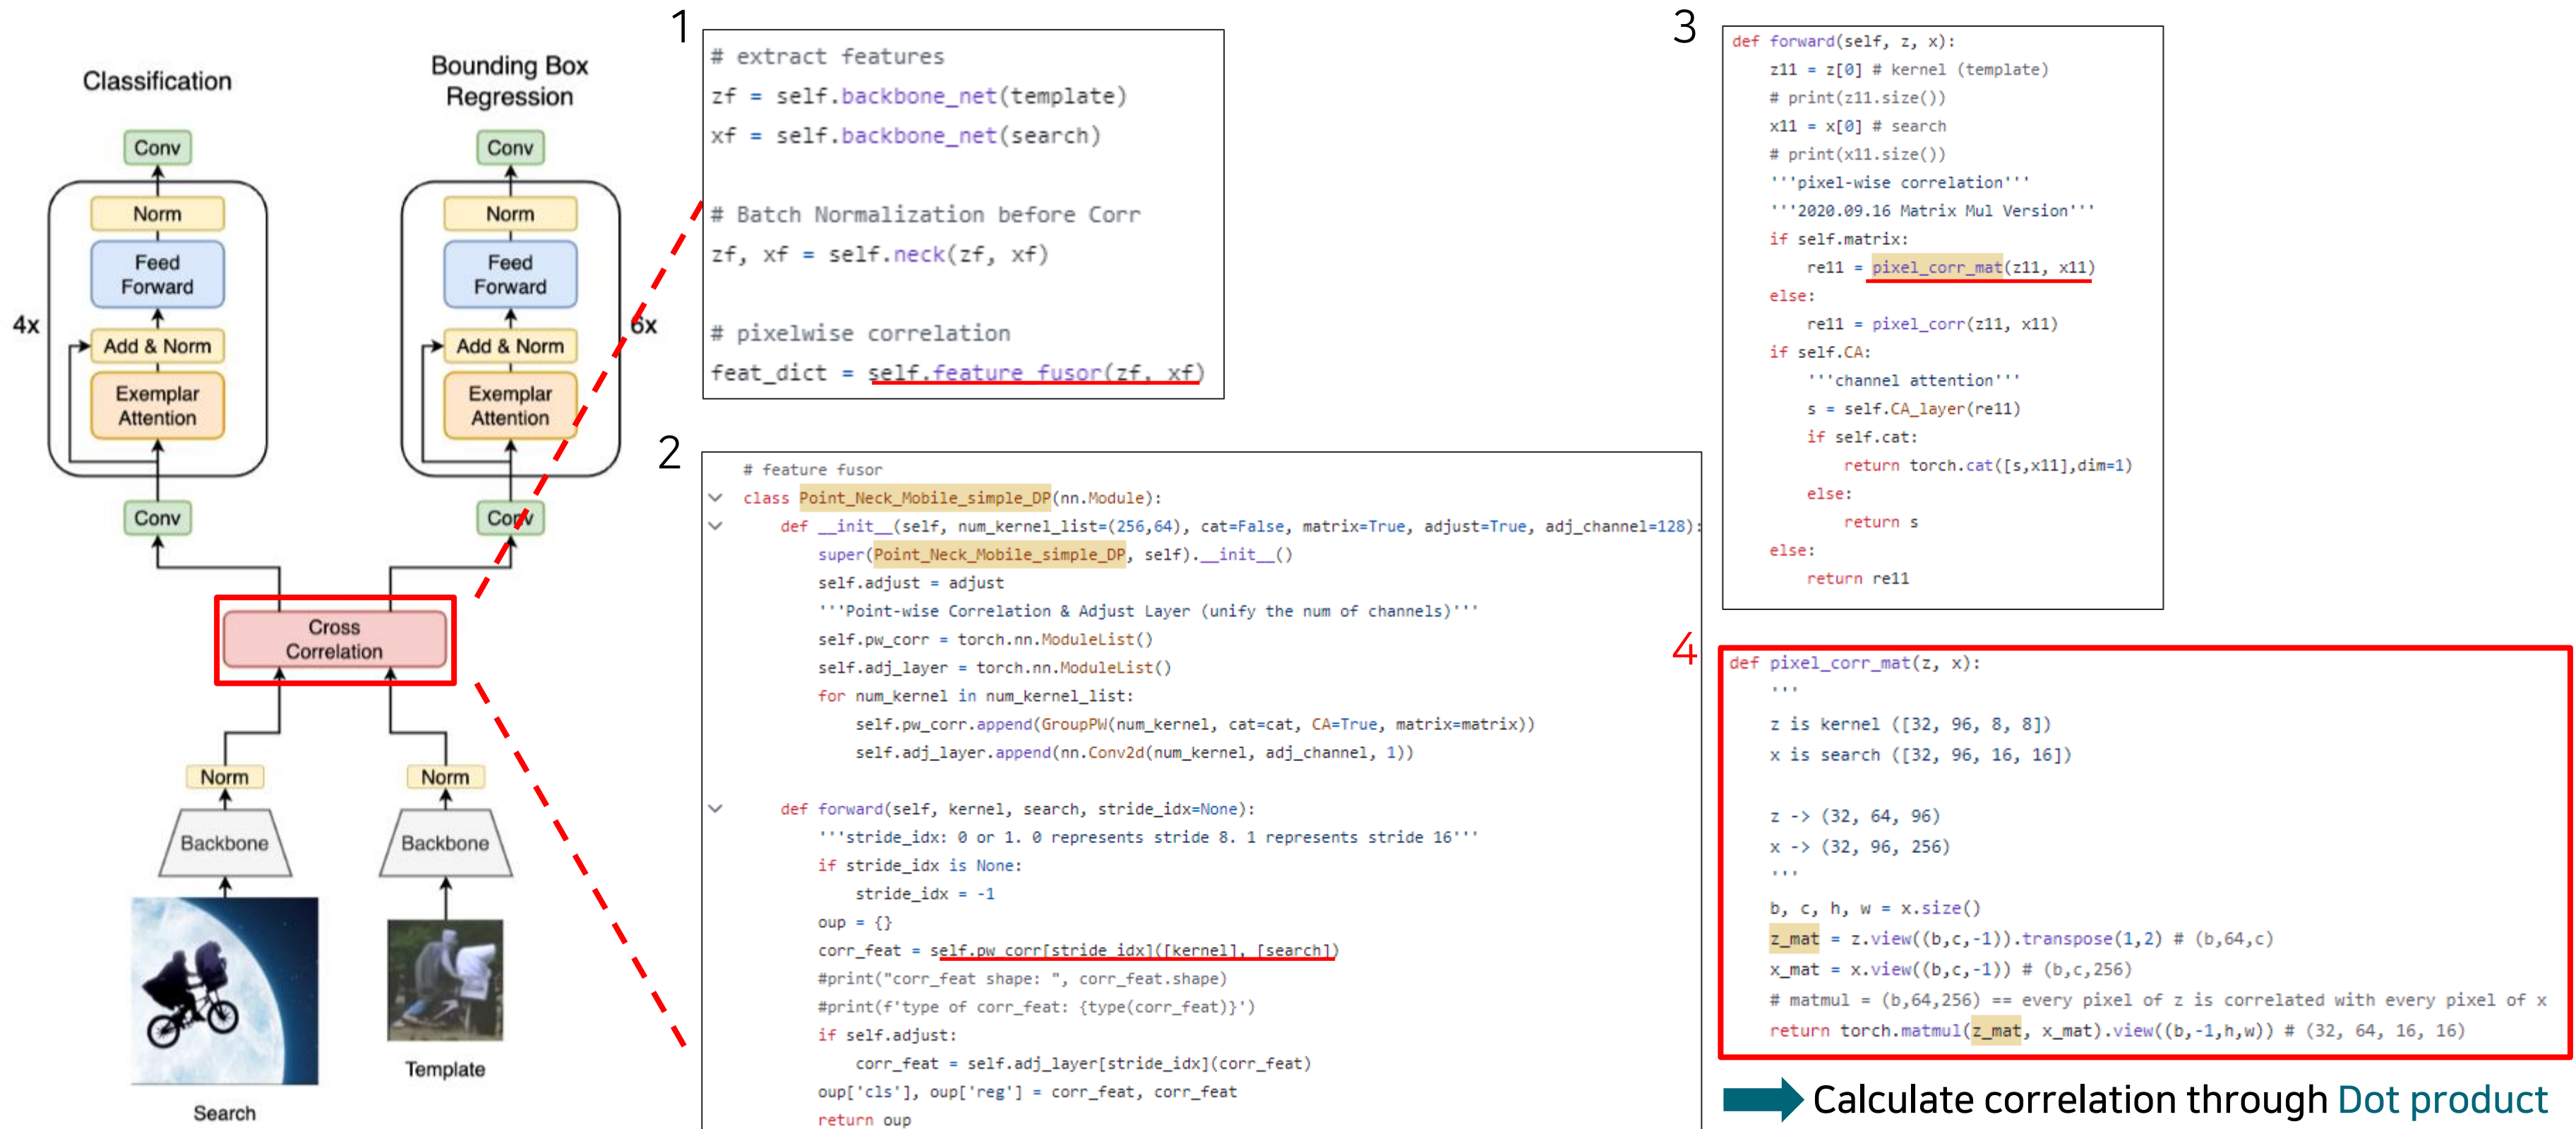 Classification
Bounding Box
Regression
Conv
Conv
Norm
Norm
Feed
Forward
Feed
Forward
4x
6x
Add & Norm
Add & Norm
Exemplar
Attention
Exemplar
Attention
Conv
Conv
Cross
Correlation
Norm
Norm
Backbone
Backbone
Search
Template
1
# extract features
zf = self.backbone_net(template)
xf = self.backbone_net(search)
# Batch Normalization before Corr
zf, xf = self.neck(zf, xf)
# pixelwise correlation
feat_dict = self.feature_fusor(zf, xf)
2
# feature fusor
class Point_Neck_Mobile_simple_DP(nn.Module):
def __init__(self, num_kernel_list=(256,64), cat=False, matrix=True, adjust=True, adj_channel=128):
super(Point_Neck_Mobile_simple_DP, self).__init__()
self.adjust = adjust
'''Point-wise Correlation & Adjust Layer (unify the num of channels)'''
self.pw_corr = torch.nn.ModuleList()
self.adj_layer = torch.nn.ModuleList()
for num_kernel in num_kernel_list:
self.pw_corr.append(GroupPW(num_kernel, cat=cat, CA=True, matrix=matrix))
self.adj_layer.append(nn.Conv2d(num_kernel, adj_channel, 1))
def forward(self, kernel, search, stride_idx=None):
'''stride_idx: 0 or 1. 0 represents stride 8. 1 represents stride 16'''
if stride_idx is None:
stride_idx = -1
oup = {}
corr_feat = self.pw_corr[stride_idx]([kernel], [search])
#print("corr_feat shape: ", corr_feat.shape)
#print(f'type of corr_feat: {type(corr_feat)}')
if self.adjust:
corr_feat = self.adj_layer[stride_idx](corr_feat)
oup['cls'], oup['reg'] = corr_feat, corr_feat
return oup
3
def forward(self, z, x):
z11 = z[0] # kernel (template)
# print(z11.size())
x11 = x[0] # search
# print(x11.size())
'''pixel-wise correlation'''
'''2020.09.16 Matrix Mul Version'''
if self.matrix:
re11 = pixel_corr_mat(z11, x11)
else:
re11 = pixel_corr(z11, x11)
if self.CA:
'''channel attention'''
s = self.CA_layer(re11)
if self.cat:
return torch.cat([s,x11],dim=1)
else:
return s
else:
return re11
4
def pixel_corr_mat(z, x):
'''
z is kernel ([32, 96, 8, 8])
x is search ([32, 96, 16, 16])
z -> (32, 64, 96)
x -> (32, 96, 256)
'''
b, c, h, w = x.size()
z_mat = z.view((b,c,-1)).transpose(1,2) # (b,64,c)
x_mat = x.view((b,c,-1)) # (b,c,256)
# matmul = (b,64,256) == every pixel of z is correlated with every pixel of x
return torch.matmul(z_mat, x_mat).view((b,-1,h,w)) # (32, 64, 16, 16)
Calculate correlation through Dot product